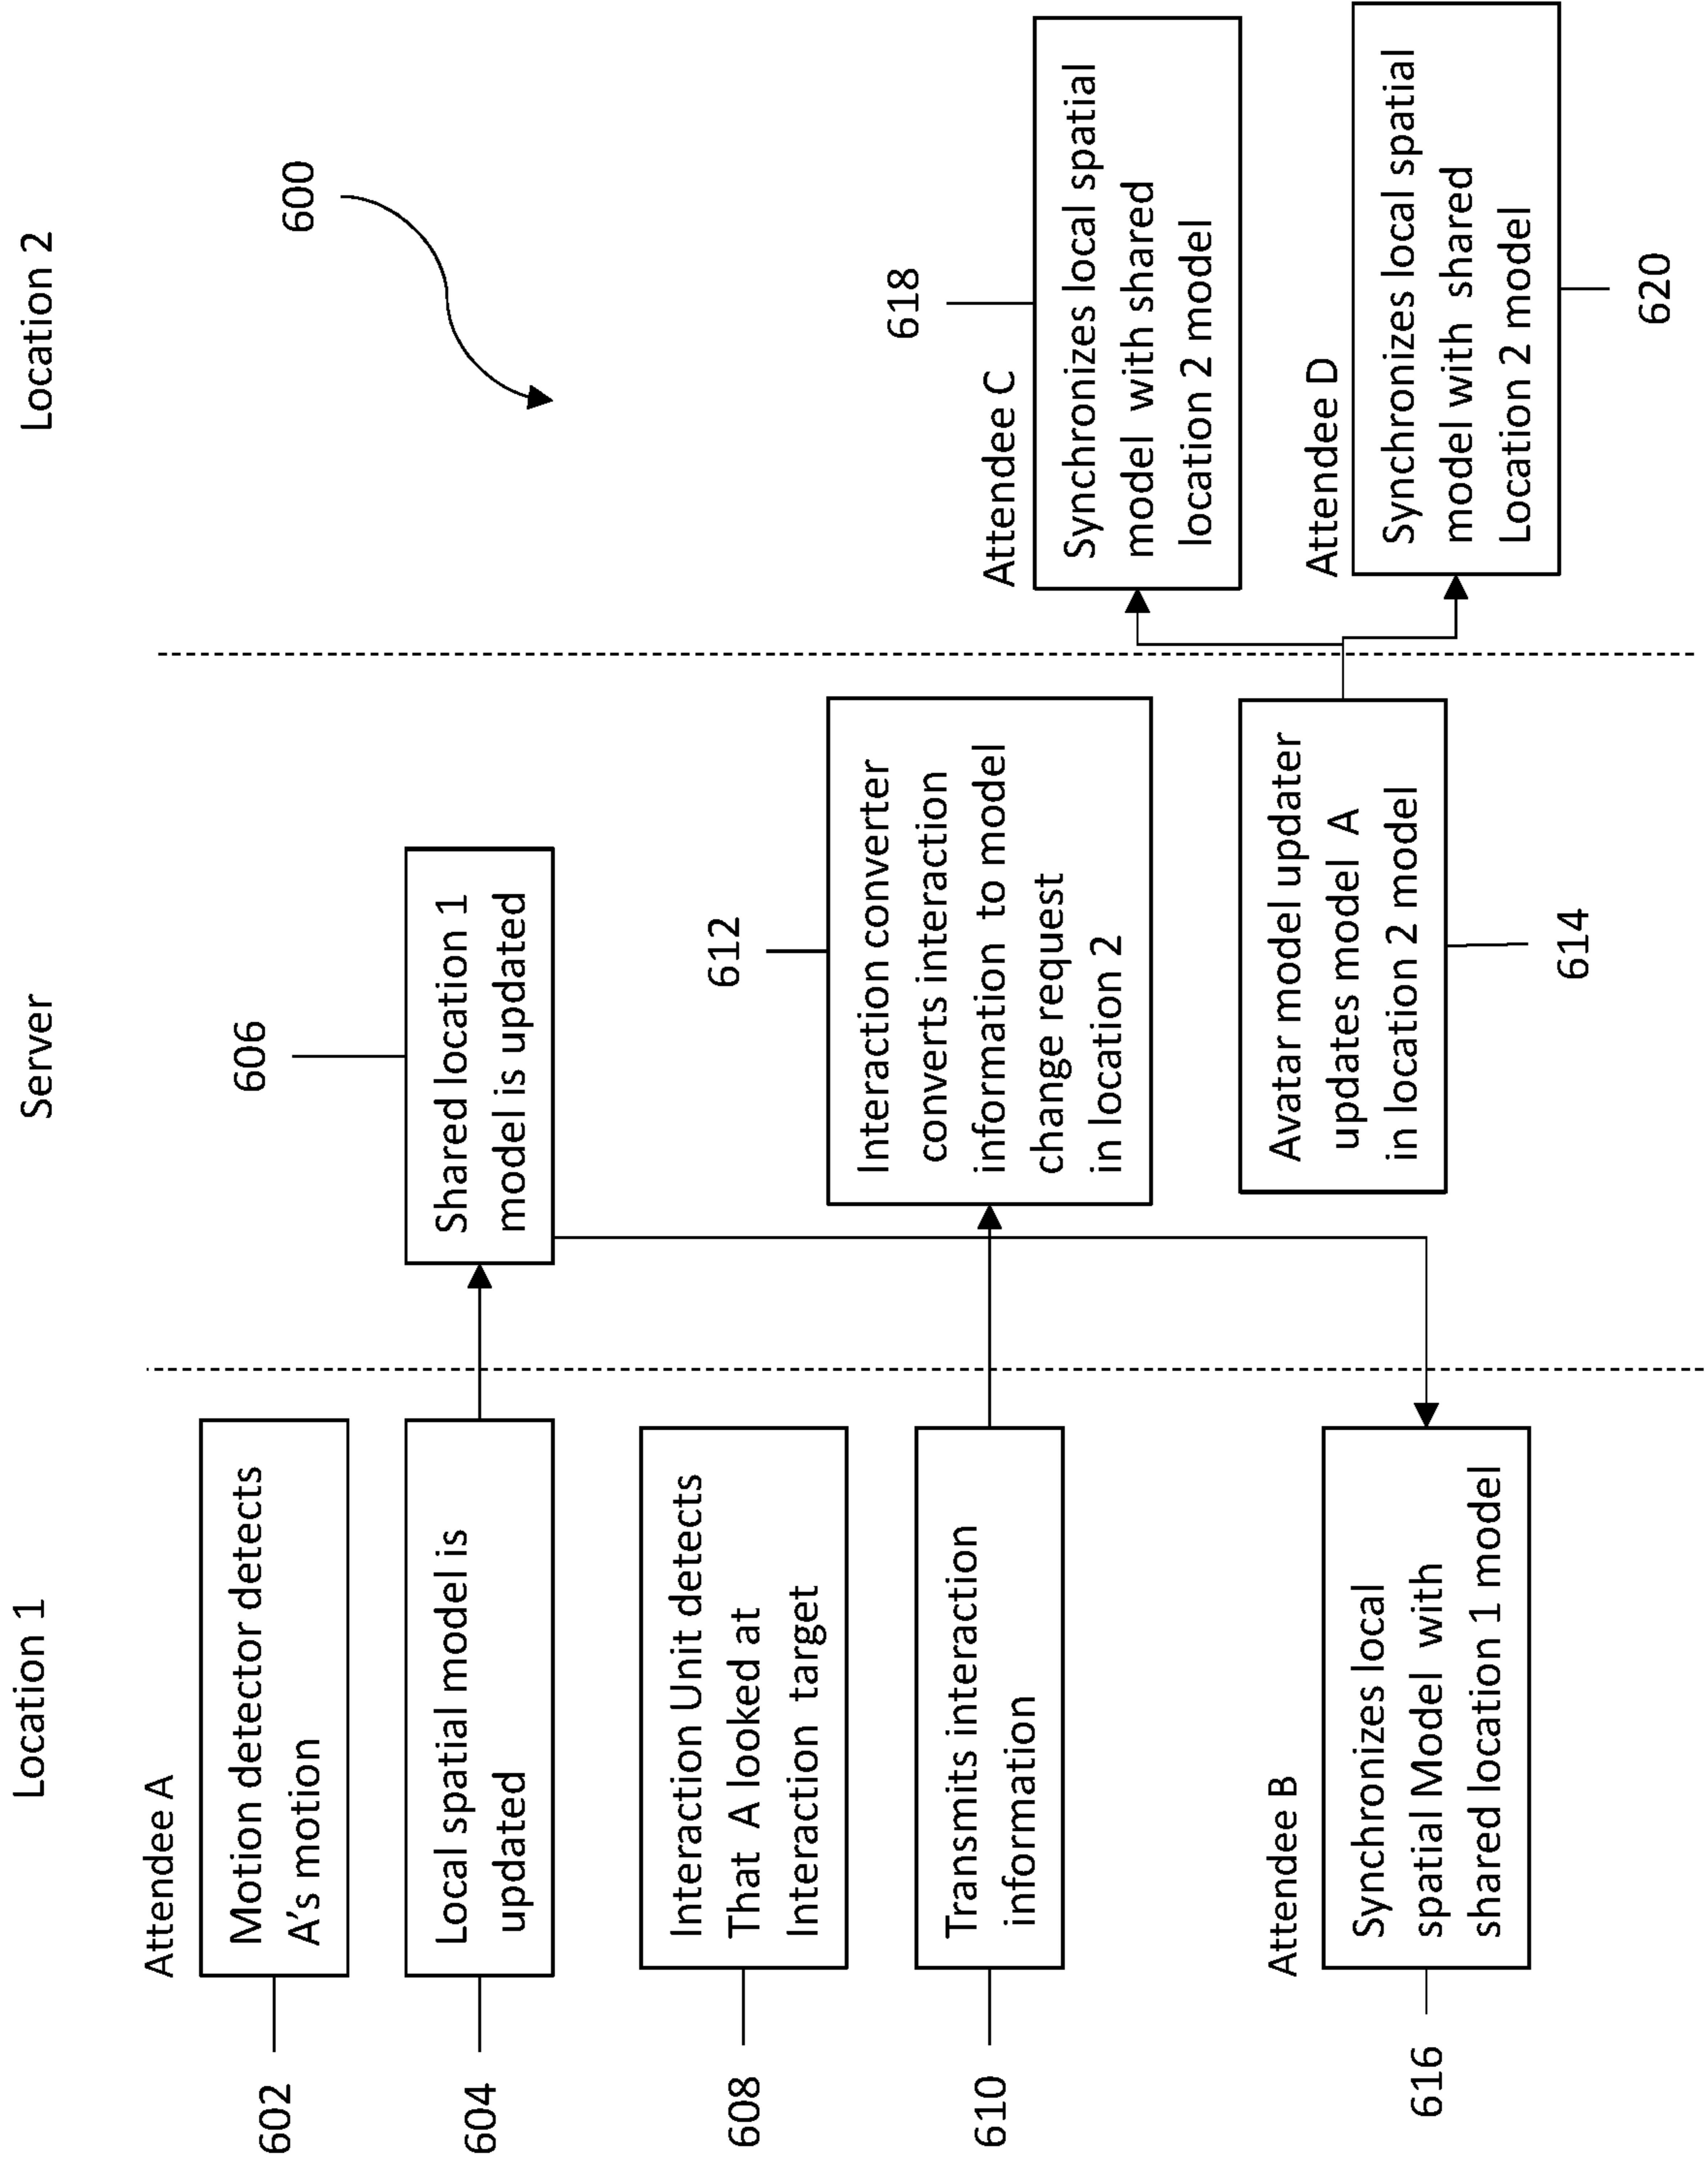 Location 1
Server
Location 2
600
Attendee A
602
Motion detector detects
A's motion
604
Local spatial model is
updated
606
Shared location 1
model is updated
608
Interaction Unit detects
That A looked at
Interaction target
610
Transmits interaction
information
612
Interaction converter
converts interaction
information to model
change request
in location 2
614
Avatar model updater
updates model A
in location 2 model
Attendee B
616
Synchronizes local
spatial Model with
shared location 1 model
Attendee C
618
Synchronizes local spatial
model with shared
location 2 model
Attendee D
620
Synchronizes local spatial
model with shared
Location 2 model